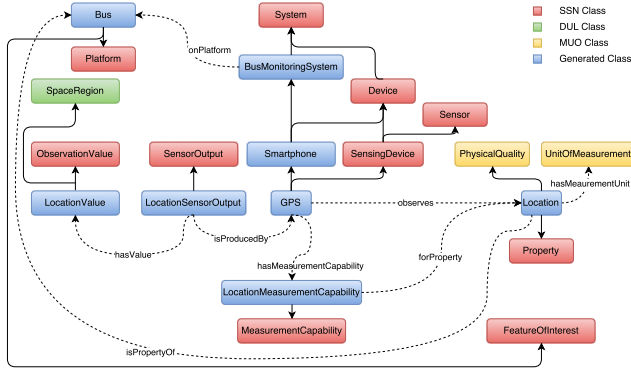 Bus
System
SSN Class
DUL Class
MUO Class
Generated Class
onPlatform
Platform
BusMonitoringSystem
SpaceRegion
Device
Sensor
ObservationValue
SensorOutput
Smartphone
SensingDevice
PhysicalQuality
UnitOfMeasurement
hasMeaurementUnit
LocationValue
LocationSensorOutput
GPS
observes
Location
isProducedBy
hasValue
forProperty
Property
hasMeasurementCapability
LocationMeasurementCapability
MeasurementCapability
FeatureOfInterest
isPropertyOf